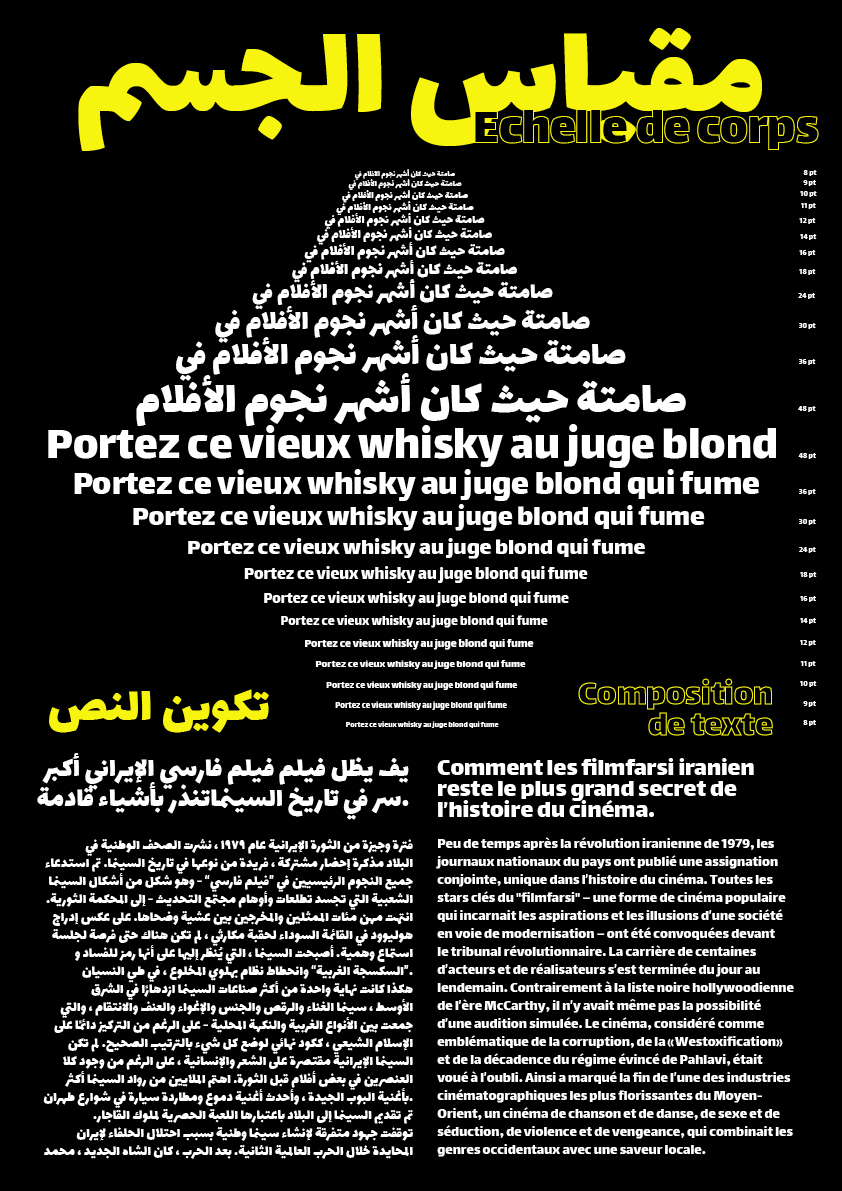 مقياس الجسم
Echelle de corps
صامتة حيث كان أشهر نجوم الأفلام في 8 pt
صامتة حيث كان أشهر نجوم الأفلام في 9 pt
صامتة حيث كان أشهر نجوم الأفلام في 10 pt
صامتة حيث كان أشهر نجوم الأفلام في 11 pt
صامتة حيث كان أشهر نجوم الأفلام في 12 pt
صامتة حيث كان أشهر نجوم الأفلام في 14 pt
صامتة حيث كان أشهر نجوم الأفلام في 16 pt
صامتة حيث كان أشهر نجوم الأفلام في 18 pt
صامتة حيث كان أشهر نجوم الأفلام في 24 pt
صامتة حيث كان أشهر نجوم الأفلام في 30 pt
صامتة حيث كان أشهر نجوم الأفلام في 36 pt
صامتة حيث كان أشهر نجوم الأفلام 48 pt
Portez ce vieux whisky au juge blond 48 pt
Portez ce vieux whisky au juge blond qui fume 36 pt
Portez ce vieux whisky au juge blond qui fume 30 pt
Portez ce vieux whisky au juge blond qui fume 24 pt
Portez ce vieux whisky au juge blond qui fume 18 pt
Portez ce vieux whisky au juge blond qui fume 16 pt
Portez ce vieux whisky au juge blond qui fume 14 pt
Portez ce vieux whisky au juge blond qui fume 12 pt
Portez ce vieux whisky au juge blond qui fume 11 pt
Portez ce vieux whisky au juge blond qui fume 10 pt
Portez ce vieux whisky au juge blond qui fume 9 pt
Portez ce vieux whisky au juge blond qui fume 8 pt
تكوين النص
Composition
de texte
يف يظل فيلم فيلم فارسي الإيراني أكبر
سر في تاريخ السينماتنذر بأشياء قادمة.
فترة وجيزة من الثورة الإيرانية عام ١٩٧٩ ، نشرت الصحف الوطنية في
البلاد مذكرة إحضار مشتركة ، فريدة من نوعها في تاريخ السينما. تم استدعاء
جميع النجوم الرئيسيين في "فيلم فارسي" - وهو شكل من أشكال السينما
الشعبية التي تجسد تطلعات وأوهام مجتمع التحديث - إلى المحكمة الثورية.
انتهت مهن مئات الممثلين والمخرجين بين عشية وضحاها. على عكس إدراج
هوليوود في القائمة السوداء لحقبة مكارثي ، لم تكن هناك حتى فرصة لجلسة
استماع وهمية. أصبحت السينما ، التي يُنظر إليها على أنها رمز للفساد و
"السكسجة الغربية" وانحطاط نظام بهلوي المخلوع ، في طي النسيان.
هكذا كانت نهاية واحدة من أكثر صناعات السينما ازدهارًا في الشرق
الأوسط ، سينما الغناء والرقص والجنس والإغواء والعنف والانتقام ، والتي
جمعت بين الأنواع الغربية والنكهة المحلية - على الرغم من التركيز دائمًا على
الإسلام الشيعي ، ككود نهائي لوضع كل شيء بالترتيب الصحيح. لم تكن
السينما الإيرانية مقتصرة على الشعر والإنسانية ، على الرغم من وجود كلا
العنصرين في بعض أفلام قبل الثورة. اهتم الملايين من رواد السينما أكثر
بأغنية البوب الجيدة ، وأحدث أغنية دموع ومطاردة سيارة في شوارع طهران.
تم تقديم السينما إلى البلاد باعتبارها اللعبة الحصرية لملوك القاجار.
توقفت جهود متفرقة لإنشاء سينما وطنية بسبب احتلال الحلفاء لإيران
المحايدة خلال الحرب العالمية الثانية. بعد الحرب ، كان الشاه الجديد ، محمد
Comment les filmfarsi iranien
reste le plus grand secret de
l'histoire du cinéma.
Peu de temps après la révolution iranienne de 1979, les
journaux nationaux du pays ont publié une assignation
conjointe, unique dans l'histoire du cinéma. Toutes les
stars clés du "filmfarsi" – une forme de cinéma populaire
qui incarnait les aspirations et les illusions d'une société
en voie de modernisation – ont été convoquées devant
le tribunal révolutionnaire. La carrière de centaines
d'acteurs et de réalisateurs s'est terminée du jour au
lendemain. Contrairement à la liste noire hollywoodienne
de l'ère McCarthy, il n'y avait même pas la possibilité
d'une audition simulée. Le cinéma, considéré comme
emblématique de la corruption, de la «Westoxification»
et de la décadence du régime évincé de Pahlavi, était
voué à l'oubli. Ainsi a marqué la fin de l'une des industries
cinématographiques les plus florissantes du Moyen-
Orient, un cinéma de chanson et de danse, de sexe et de
séduction, de violence et de vengeance, qui combinait les
genres occidentaux avec une saveur locale.